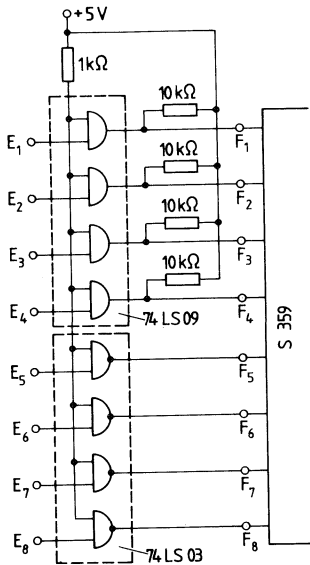 +5 V
1kΩ
10kΩ
E1
F1
10kΩ
E2
F2
10kΩ
E3
F3
10kΩ
E4
F4
74 LS 09
S 359
E5
F5
E6
F6
E7
F7
E8
F8
74 LS 03